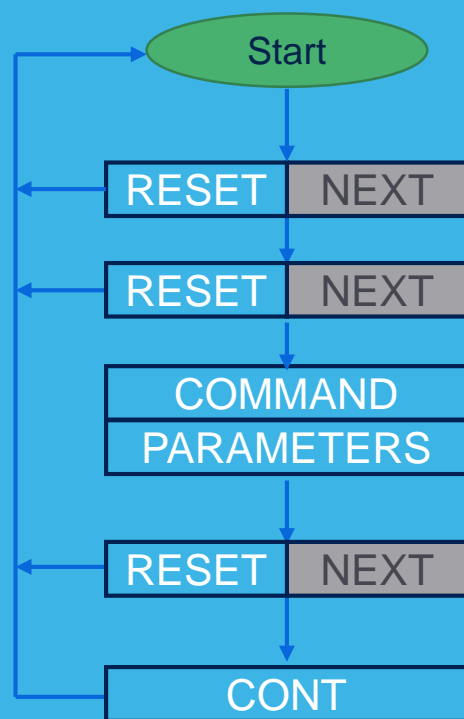 Start
RESET NEXT
RESET NEXT
COMMAND
PARAMETERS
RESET NEXT
CONT